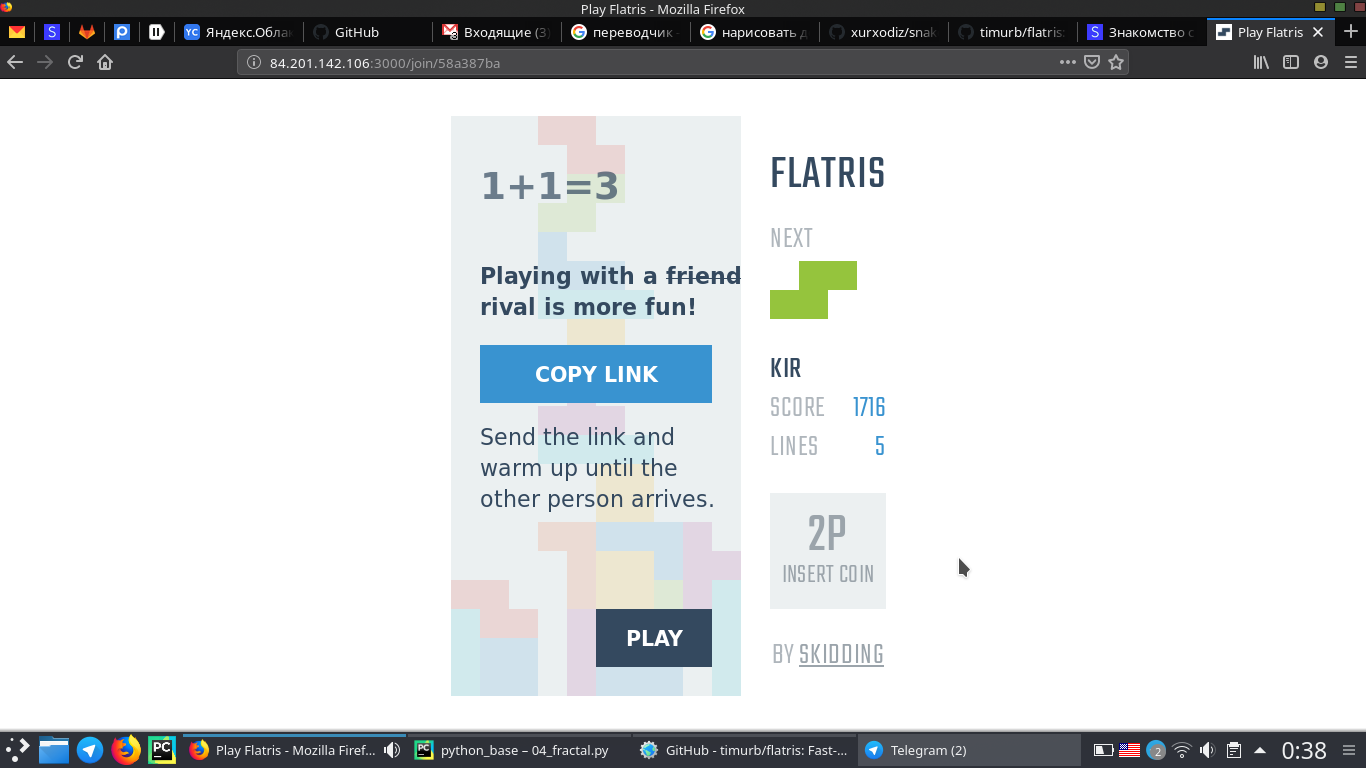 Play Flatris - Mozilla Firefox
Яндекс.Обла
GitHub
Входящие (3
переводчик -
нарисовать д
xurxodiz/snak
timurb/flatris:
Знакомство с
Play Flatris
84.201.142.106:3000/join/58a387ba
1+1=3
Playing with a friend
rival is more fun!
COPY LINK
Send the link and
warm up until the
other person arrives.
PLAY
FLATRIS
NEXT
KIR
SCORE 1716
LINES 5
2P
INSERT COIN
BY SKIDDING
Play Flatris - Mozilla Firef...
python_base – 04_fractal.py
GitHub - timurb/flatris: Fast-...
Telegram (2)
2
0:38